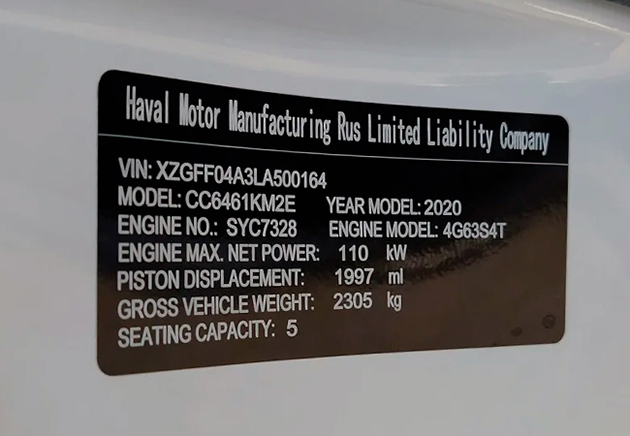 Haval Motor Manufacturing Rus Limited Liability Company
VIN: XZGFF04A3LA500164
MODEL: CC6461KM2E YEAR MODEL: 2020
ENGINE NO.: SYC7328 ENGINE MODEL: 4G63S4T
ENGINE MAX. NET POWER: 110 kW
PISTON DISPLACEMENT: 1997 ml
GROSS VEHICLE WEIGHT: 2305 kg
SEATING CAPACITY: 5